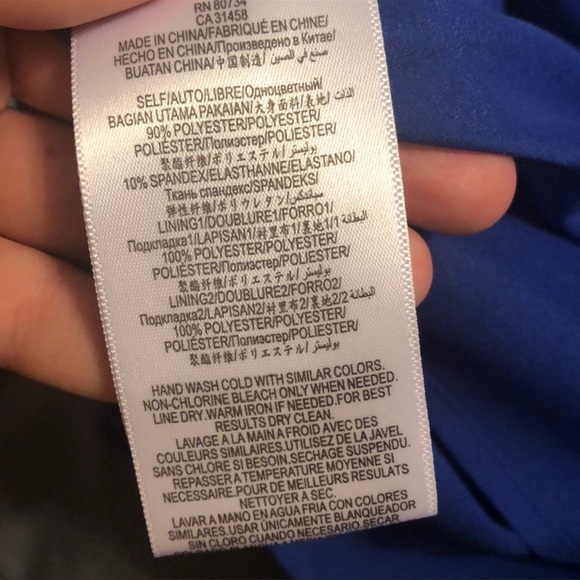 RN 80734
CA 31458
MADE IN CHINA/FABRIQUÉ EN CHINE/
HECHO EN CHINA/Произведено в Китае/
BUATAN CHINA/中国制造/ صنع في الصين/
SELF/AUTO/LIBRE/Одноцветный/
BAGIAN UTAMA PAKAIAN/大身面料/表地/ الذات
90% POLYESTER/POLYESTER/
POLIÉSTER/Полиэстер/POLIESTER/
聚酯纤维/ポリエステル/بوليستر
10% SPANDEX/ELASTHANNE/ELASTANO/
Ткань спандекс/SPANDEKS/
弹性纤维/ポリウレタン/سباندكس
LINING1/DOUBLURE1/FORRO1/
Подкладка1/LAPISAN1/衬里布1/裏地1/البطانة 1
100% POLYESTER/POLYESTER/
POLIÉSTER/Полиэстер/POLIESTER/
聚酯纤维/ポリエステル/بوليستر
LINING2/DOUBLURE2/FORRO2/
Подкладка2/LAPISAN2/衬里布2/裏地2/البطانة 2
100% POLYESTER/POLYESTER/
POLIÉSTER/Полиэстер/POLIESTER/
聚酯纤维/ポリエステル/بوليستر
HAND WASH COLD WITH SIMILAR COLORS.
NON-CHLORINE BLEACH ONLY WHEN NEEDED.
LINE DRY.WARM IRON IF NEEDED.FOR BEST
RESULTS DRY CLEAN.
LAVAGE A LA MAIN A FROID AVEC DES
COULEURS SIMILAIRES.UTILISEZ DE LA JAVEL
SANS CHLORE SI BESOIN.SECHAGE SUSPENDU.
REPASSER A TEMPERATURE MOYENNE SI
NECESSAIRE.POUR DE MEILLEURS RESULTATS
NETTOYER A SEC.
LAVAR A MANO EN AGUA FRIA CON COLORES
SIMILARES.USAR UNICAMENTE BLANQUEADOR
SIN CLORO CUANDO NECESARIO.SECAR